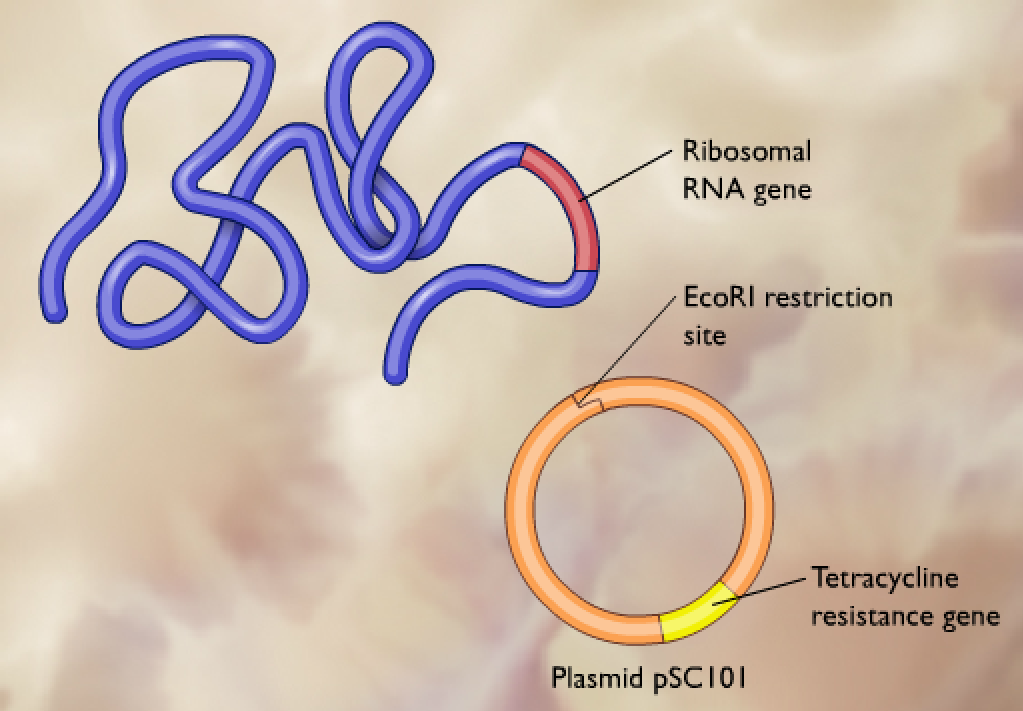 Ribosomal
RNA gene
EcoRI restriction
site
Tetracycline
resistance gene
Plasmid pSC101